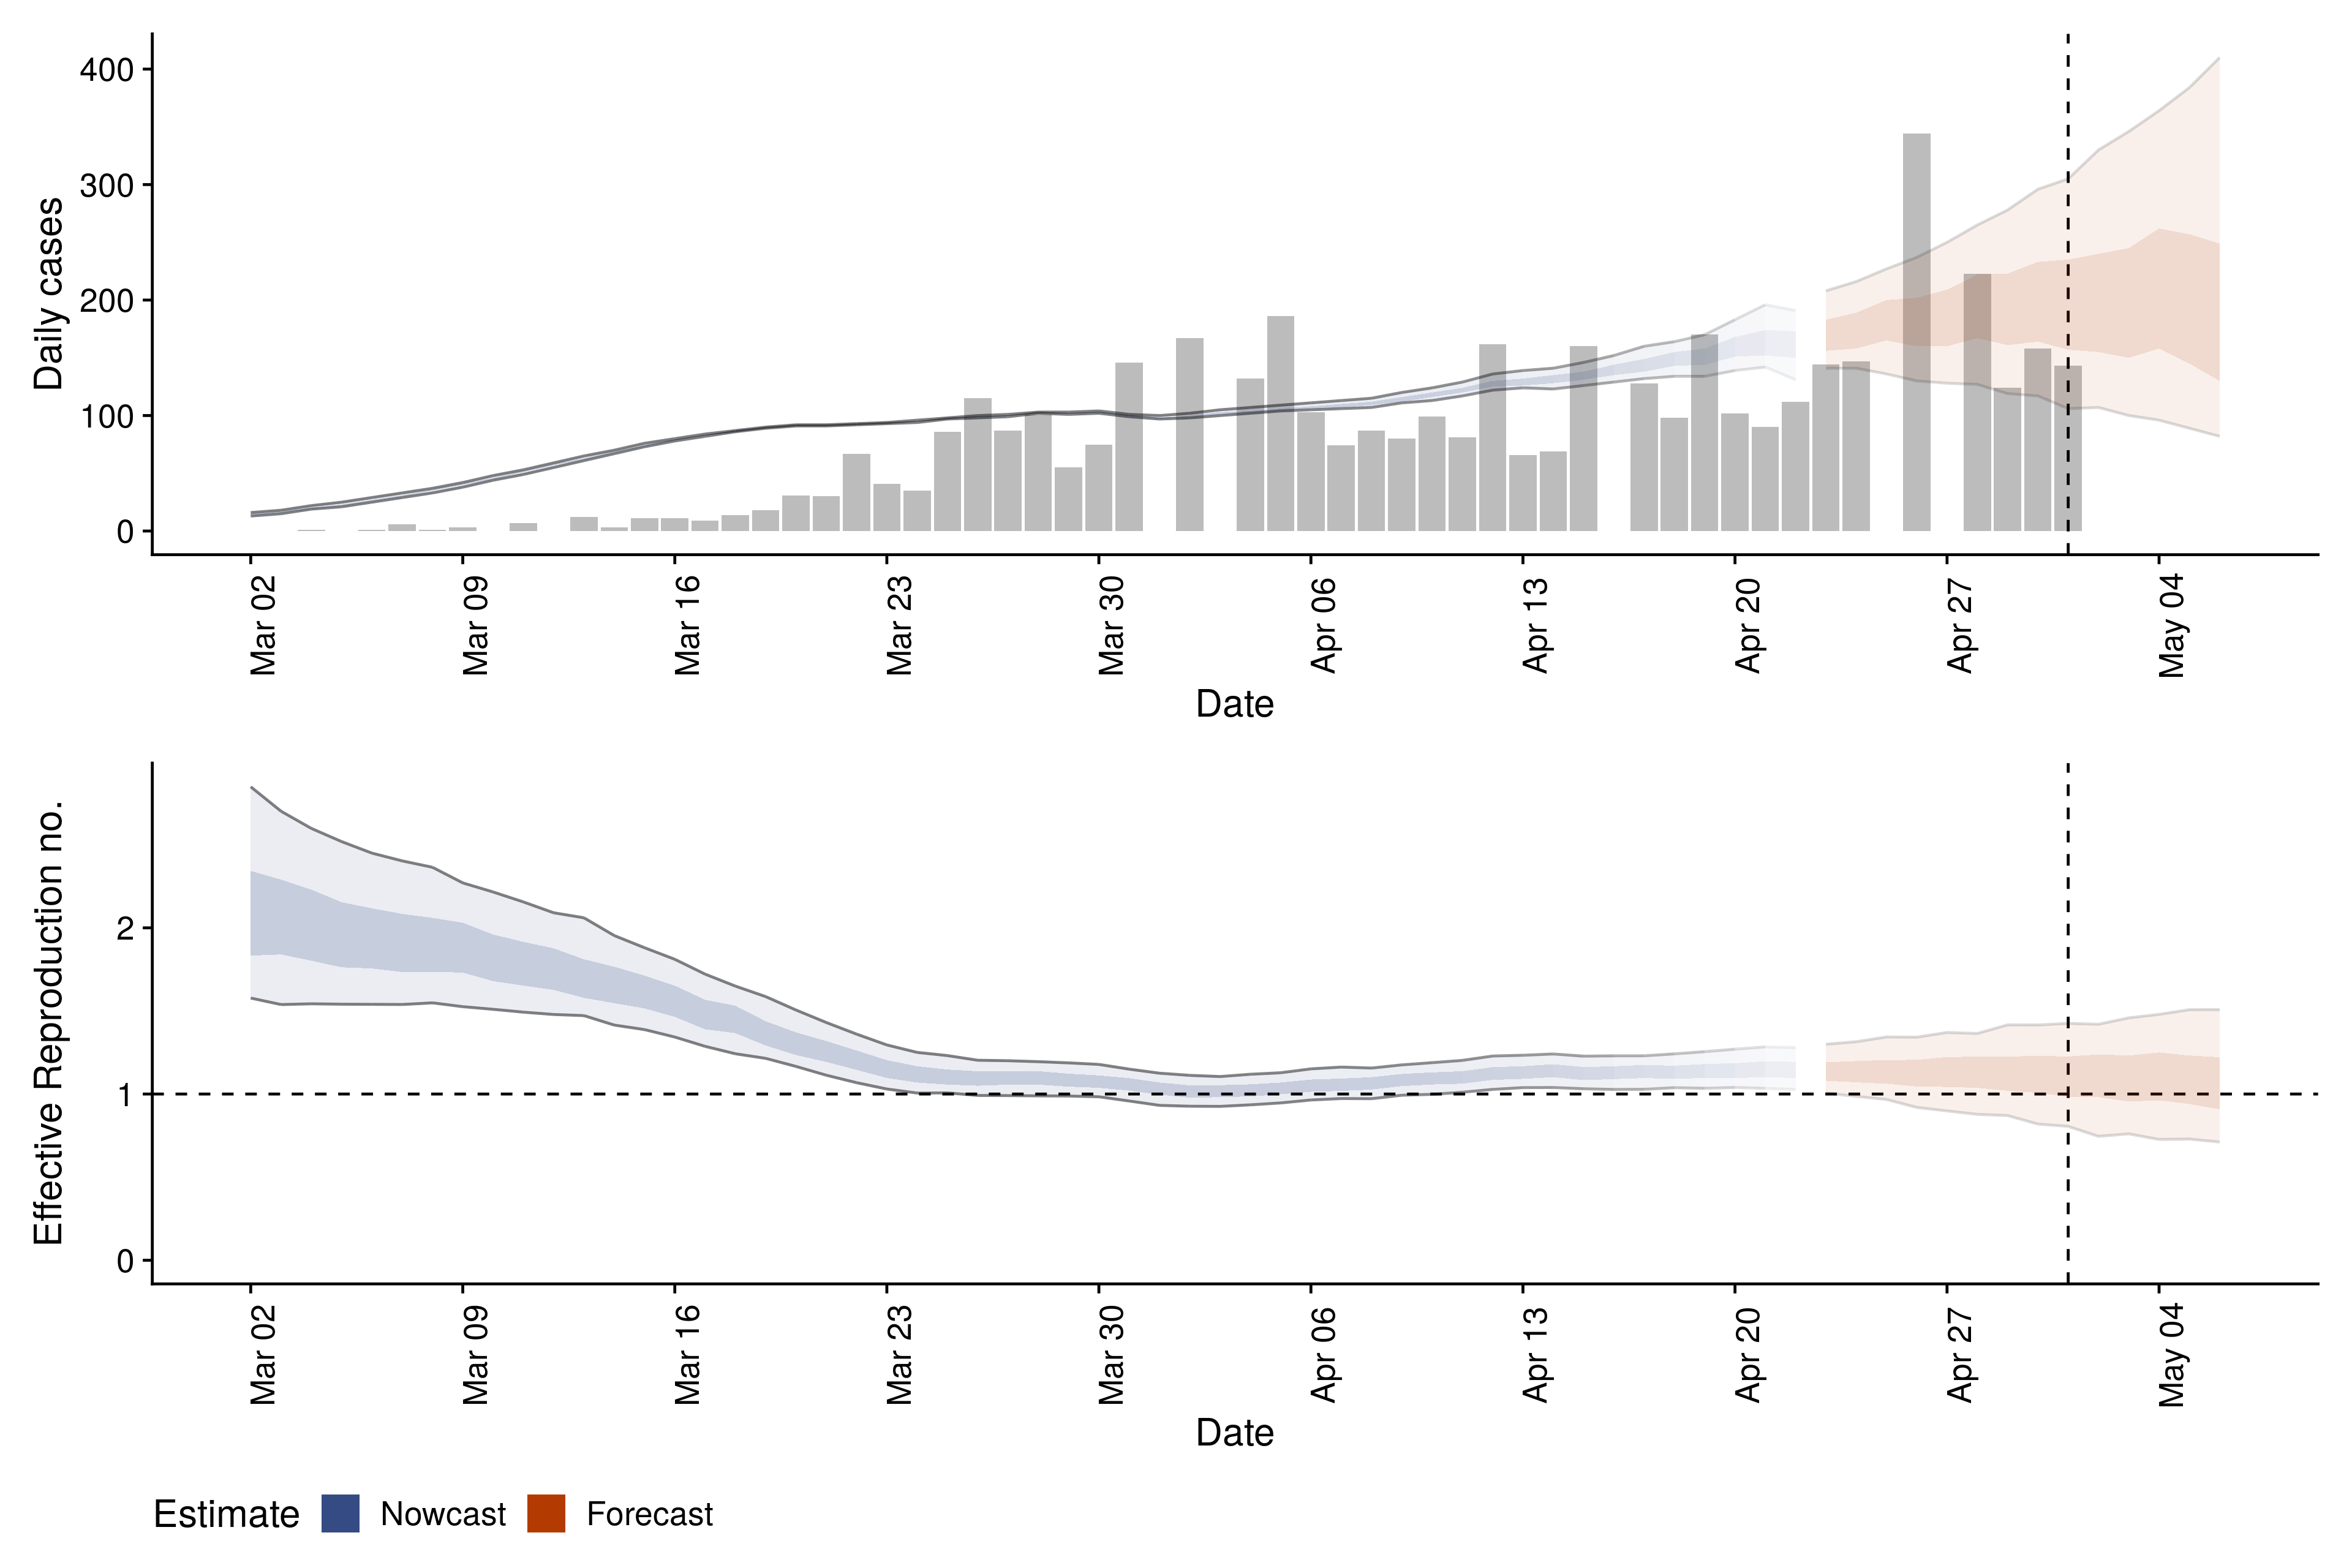 Daily cases
400
300
200
100
0
Mar 02
Mar 09
Mar 16
Mar 23
Mar 30
Apr 06
Apr 13
Apr 20
Apr 27
May 04
Date
Effective Reproduction no.
2
1
0
Mar 02
Mar 09
Mar 16
Mar 23
Mar 30
Apr 06
Apr 13
Apr 20
Apr 27
May 04
Date
Estimate Nowcast Forecast